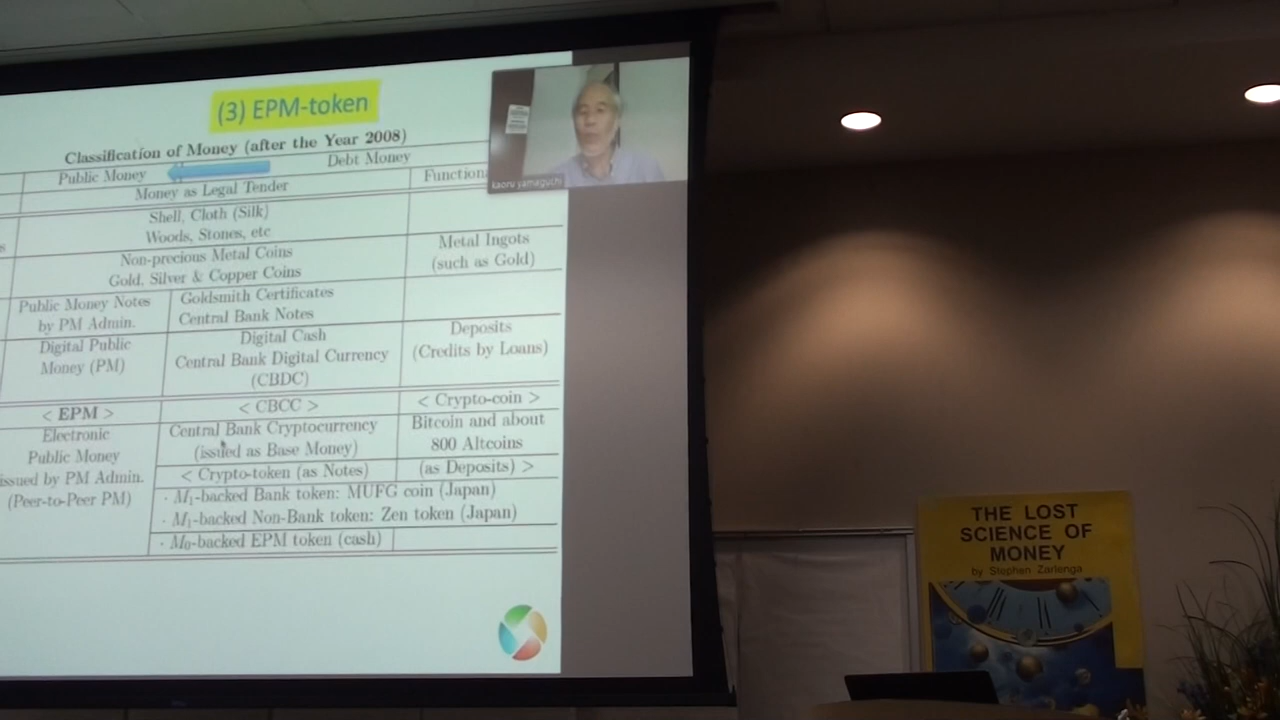 (3) EPM-token
Classification of Money (after the Year 2008)
Public Money Debt Money
Money as Legal Tender
Shell, Cloth (Silk)
Woods, Stones, etc
Non-precious Metal Coins
Gold, Silver & Copper Coins
Metal Ingots
(such as Gold)
Public Money Notes
by PM Admin.
Goldsmith Certificates
Central Bank Notes
Digital Public
Money (PM)
Digital Cash
Central Bank Digital Currency
(CBDC)
Deposits
(Credits by Loans)
< EPM > < CBCC > < Crypto-coin >
Electronic
Public Money
issued by PM Admin.
(Peer-to-Peer PM)
Central Bank Cryptocurrency
(issued as Base Money)
Bitcoin and about
800 Altcoins
< Crypto-token (as Notes) (as Deposits) >
· M₁-backed Bank token: MUFG coin (Japan)
· M₁-backed Non-Bank token: Zen token (Japan)
· M₀-backed EPM token (cash)
kaoru yamaguchi
THE LOST
SCIENCE OF
MONEY
by Stephen Zarlenga